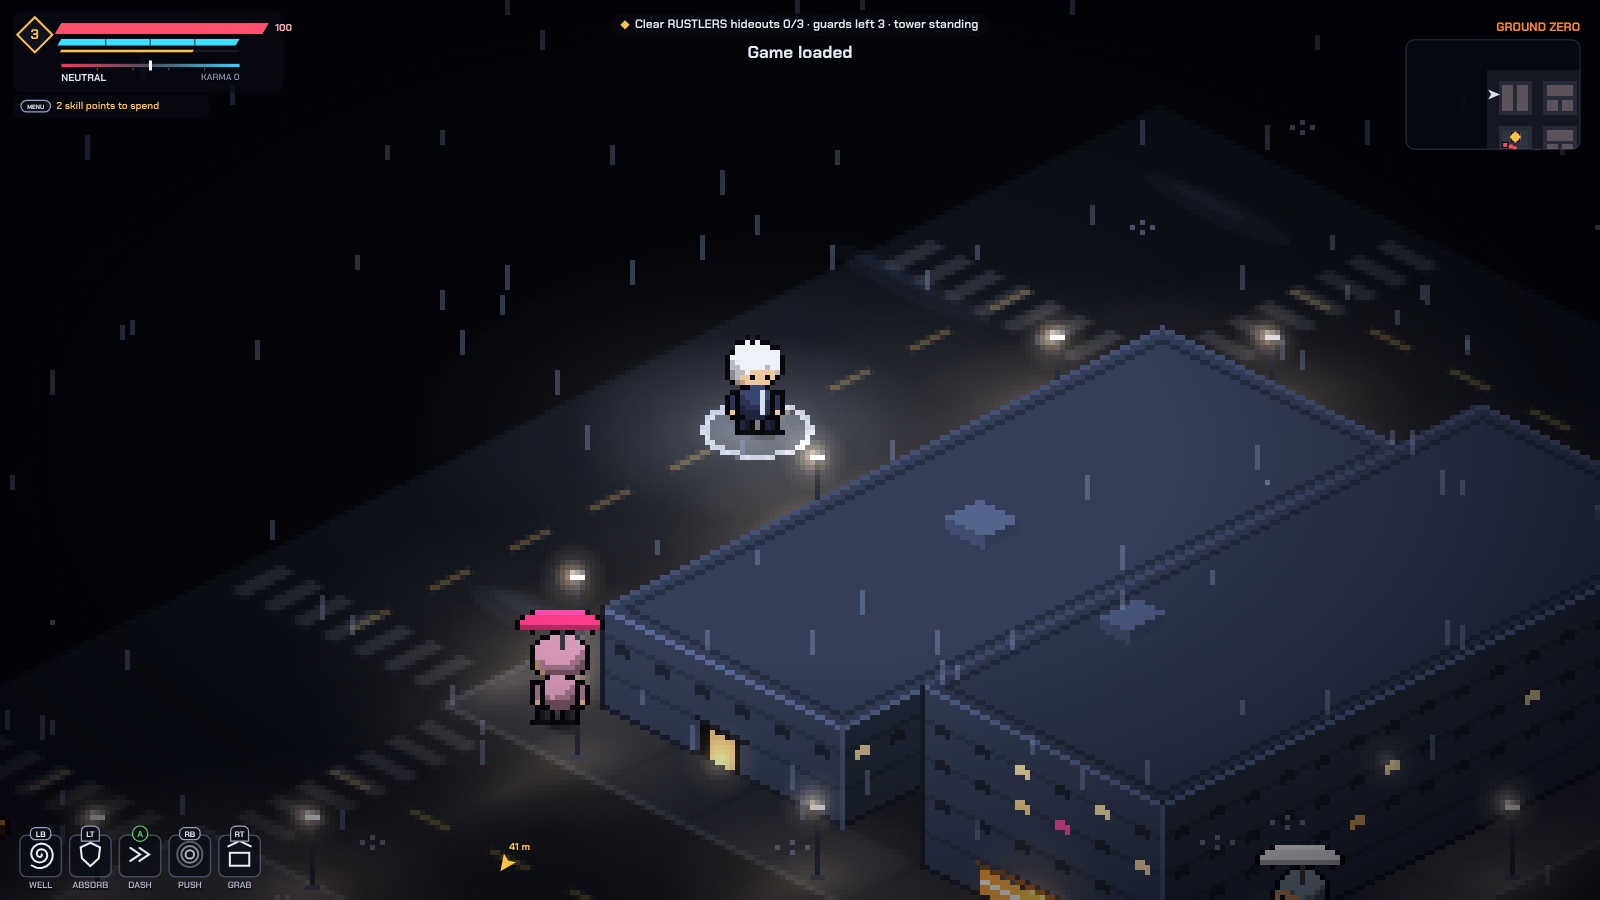 3
100
NEUTRAL
KARMA 0
MENU
2 skill points to spend
Clear RUSTLERS hideouts 0/3 · guards left 3 · tower standing
Game loaded
GROUND ZERO
41 m
LB
LT
A
RB
RT
WELL
ABSORB
DASH
PUSH
GRAB